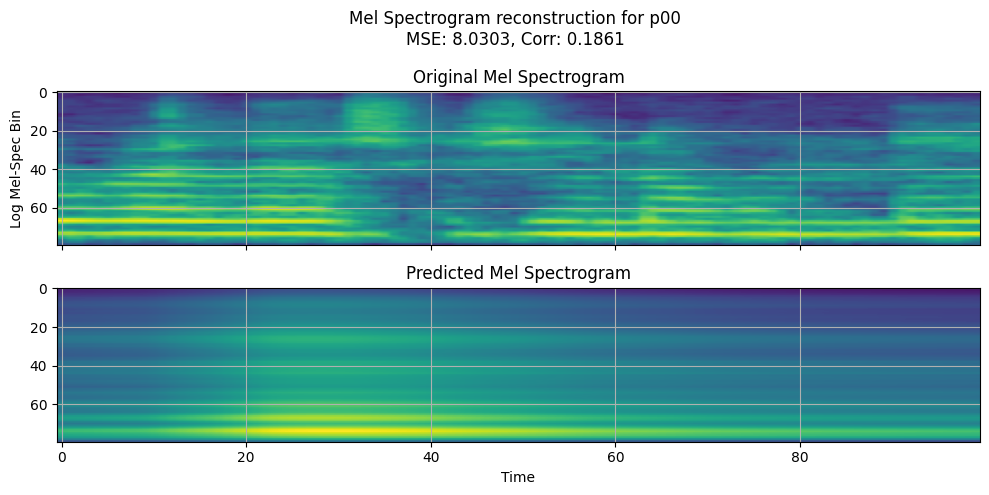 Mel Spectrogram reconstruction for p00
MSE: 8.0303, Corr: 0.1861
Original Mel Spectrogram
Log Mel-Spec Bin
0
20
40
60
Predicted Mel Spectrogram
0
20
40
60
0 20 40 60 80
Time